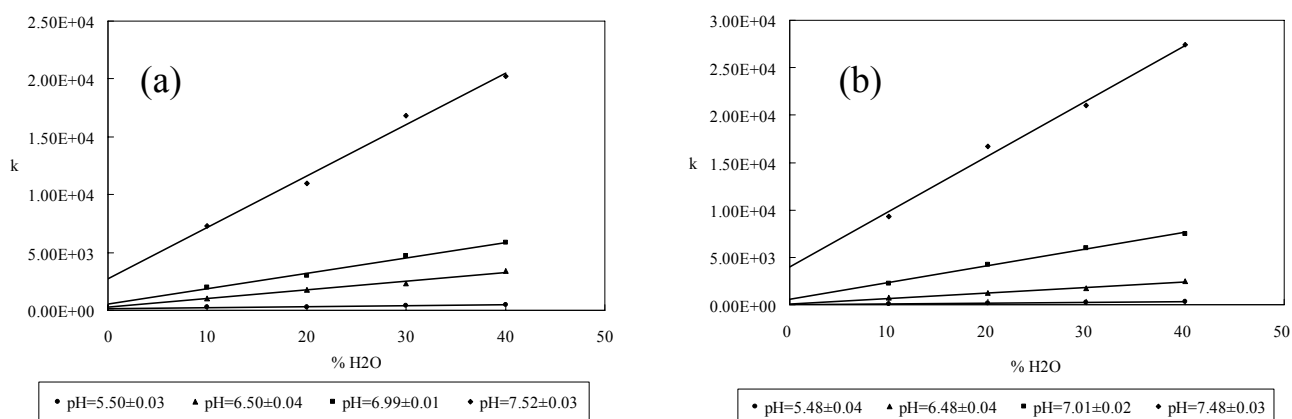 2.50E+04
(a)
2.00E+04
1.50E+04
k
1.00E+04
5.00E+03
0.00E+00
0 10 20 30 40 50
% H2O
pH=5.50±0.03 pH=6.50±0.04 pH=6.99±0.01 pH=7.52±0.03
3.00E+04
(b)
2.50E+04
2.00E+04
k
1.50E+04
1.00E+04
5.00E+03
0.00E+00
0 10 20 30 40 50
% H2O
pH=5.48±0.04 pH=6.48±0.04 pH=7.01±0.02 pH=7.48±0.03